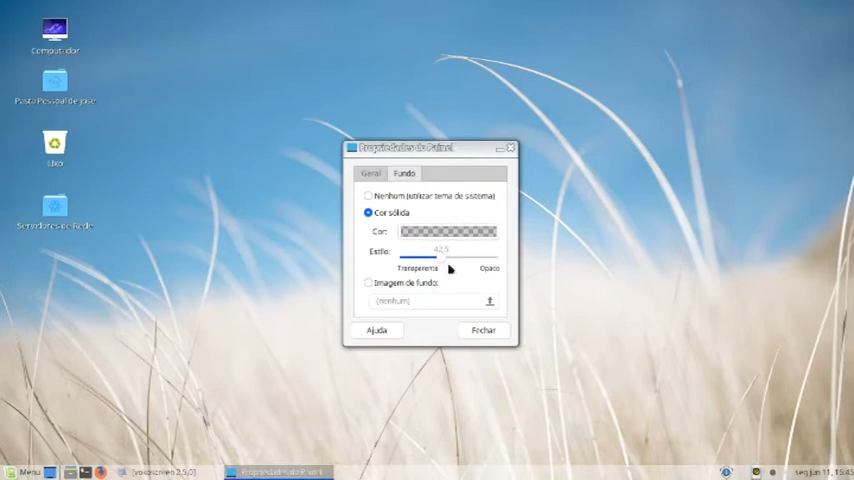 Computador
Pasta Pessoal de jose
Lixo
Servidores de Rede
Propriedades do Painel
Geral
Fundo
Nenhum (utilizar tema de sistema)
Cor sólida
Cor:
42,5
Estilo:
Transparente
Opaco
Imagem de fundo:
(nenhum)
Ajuda
Fechar
Menu
[vokoscreen 2.5.0]
Propriedades do Painel
seg jun 11, 15:45